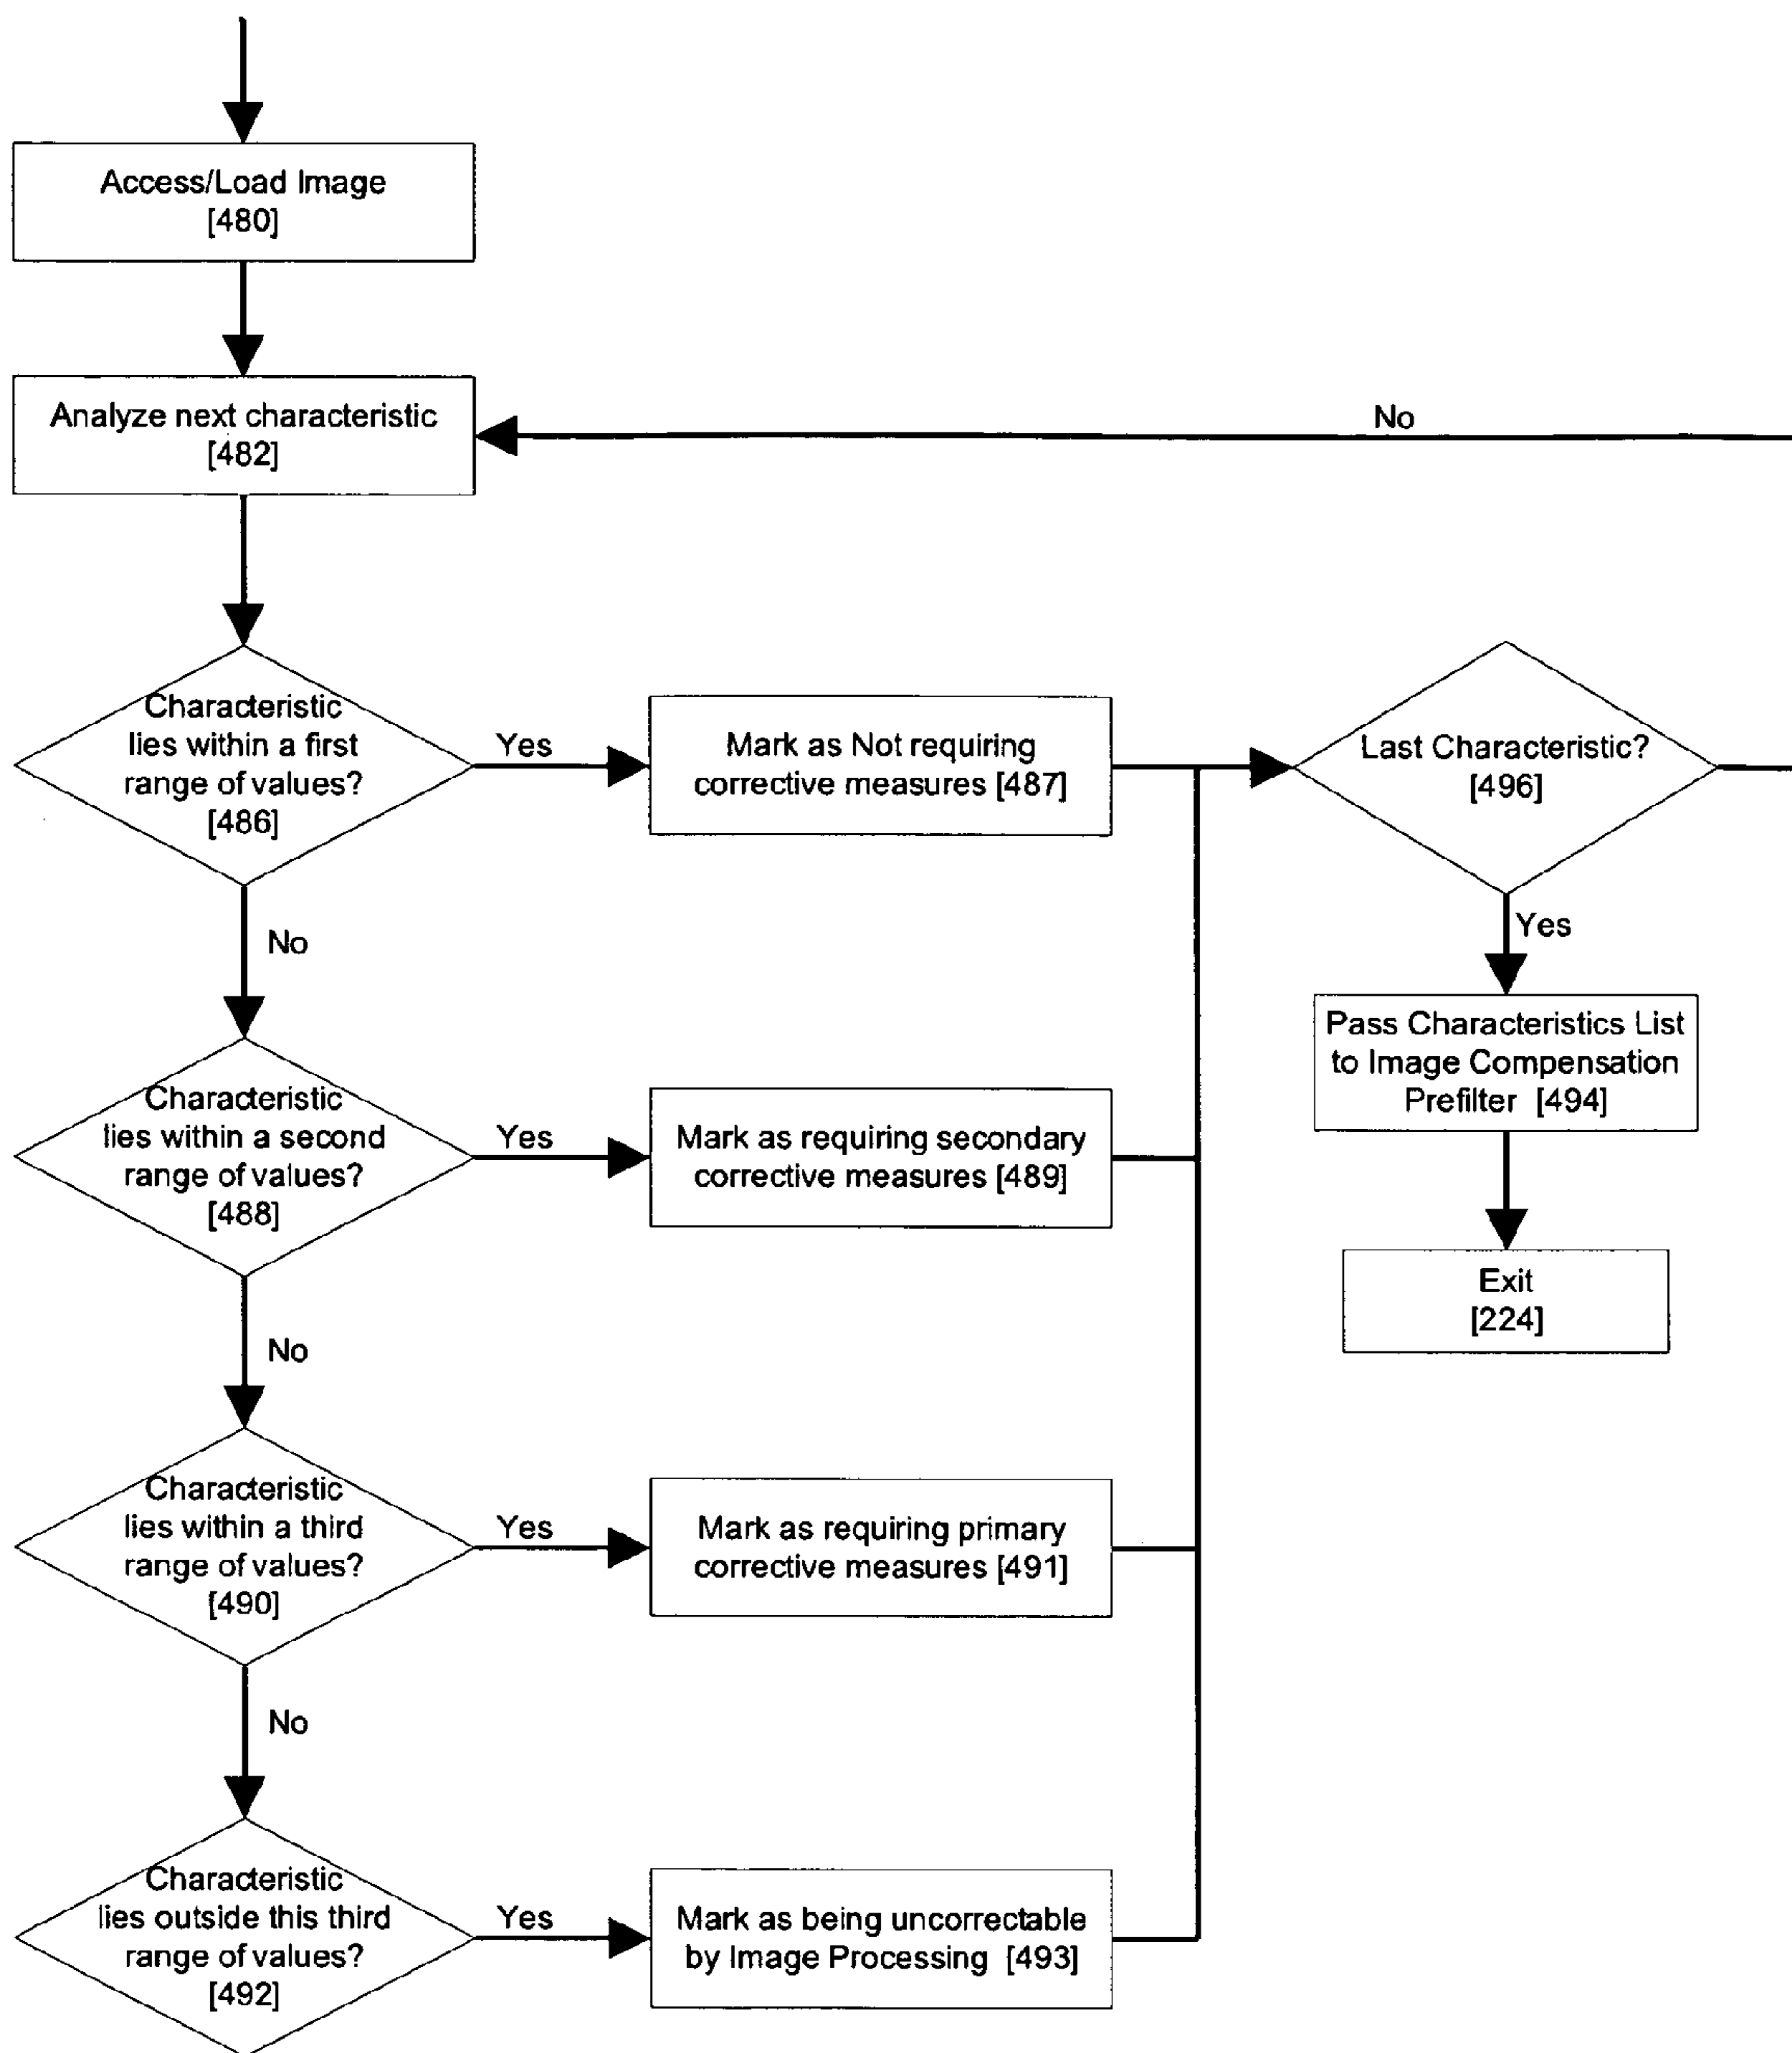 Access/Load Image
[480]
Analyze next characteristic
[482]
No
Characteristic
lies within a first
range of values?
[486]
Yes
Mark as Not requiring
corrective measures [487]
Last Characteristic?
[496]
No
Yes
Pass Characteristics List
to Image Compensation
Prefilter [494]
Exit
[224]
Characteristic
lies within a second
range of values?
[488]
Yes
Mark as requiring secondary
corrective measures [489]
No
Characteristic
lies within a third
range of values?
[490]
Yes
Mark as requiring primary
corrective measures [491]
No
Characteristic
lies outside this third
range of values?
[492]
Yes
Mark as being uncorrectable
by Image Processing [493]